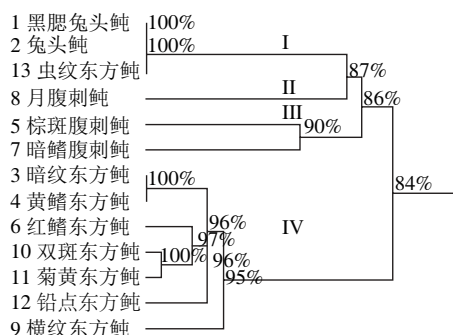 1 黑腮兔头鲀 100%
2 兔头鲀 100%
I
13 虫纹东方鲀 87%
8 月腹刺鲀 II
86%
5 棕斑腹刺鲀 III
90%
7 暗鳍腹刺鲀
3 暗纹东方鲀 100%
84%
4 黄鳍东方鲀
6 红鳍东方鲀 96% IV
97%
10 双斑东方鲀 100% 96%
11 菊黄东方鲀 95%
12 铅点东方鲀
9 横纹东方鲀